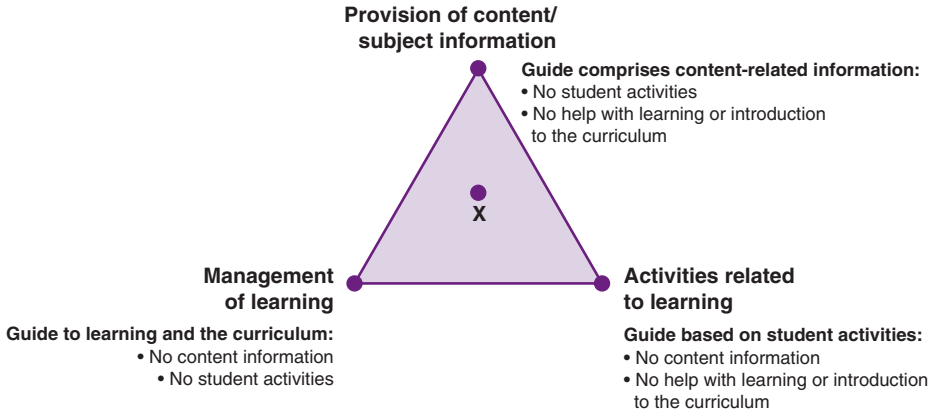 Provision of content/
subject information
Guide comprises content-related information:
• No student activities
• No help with learning or introduction
to the curriculum
X
Management
of learning
Guide to learning and the curriculum:
• No content information
• No student activities
Activities related
to learning
Guide based on student activities:
• No content information
• No help with learning or introduction
to the curriculum